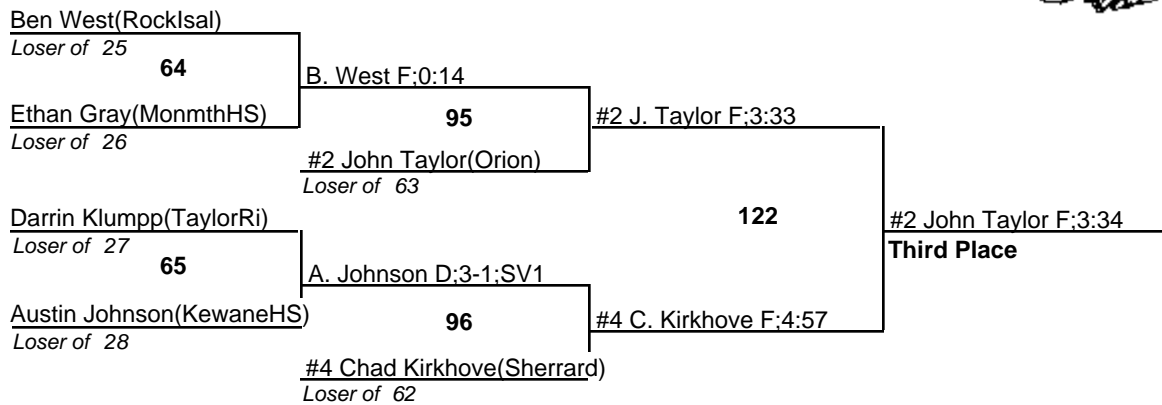 Ben West(RockIsal)
Loser of 25
64
B. West F;0:14
Ethan Gray(MonmthHS)
Loser of 26
95
#2 J. Taylor F;3:33
#2 John Taylor(Orion)
Loser of 63
Darrin Klumpp(TaylorRi)
Loser of 27
122
#2 John Taylor F;3:34
Third Place
65
A. Johnson D;3-1;SV1
Austin Johnson(KewaneHS)
Loser of 28
96
#4 C. Kirkhove F;4:57
#4 Chad Kirkhove(Sherrard)
Loser of 62